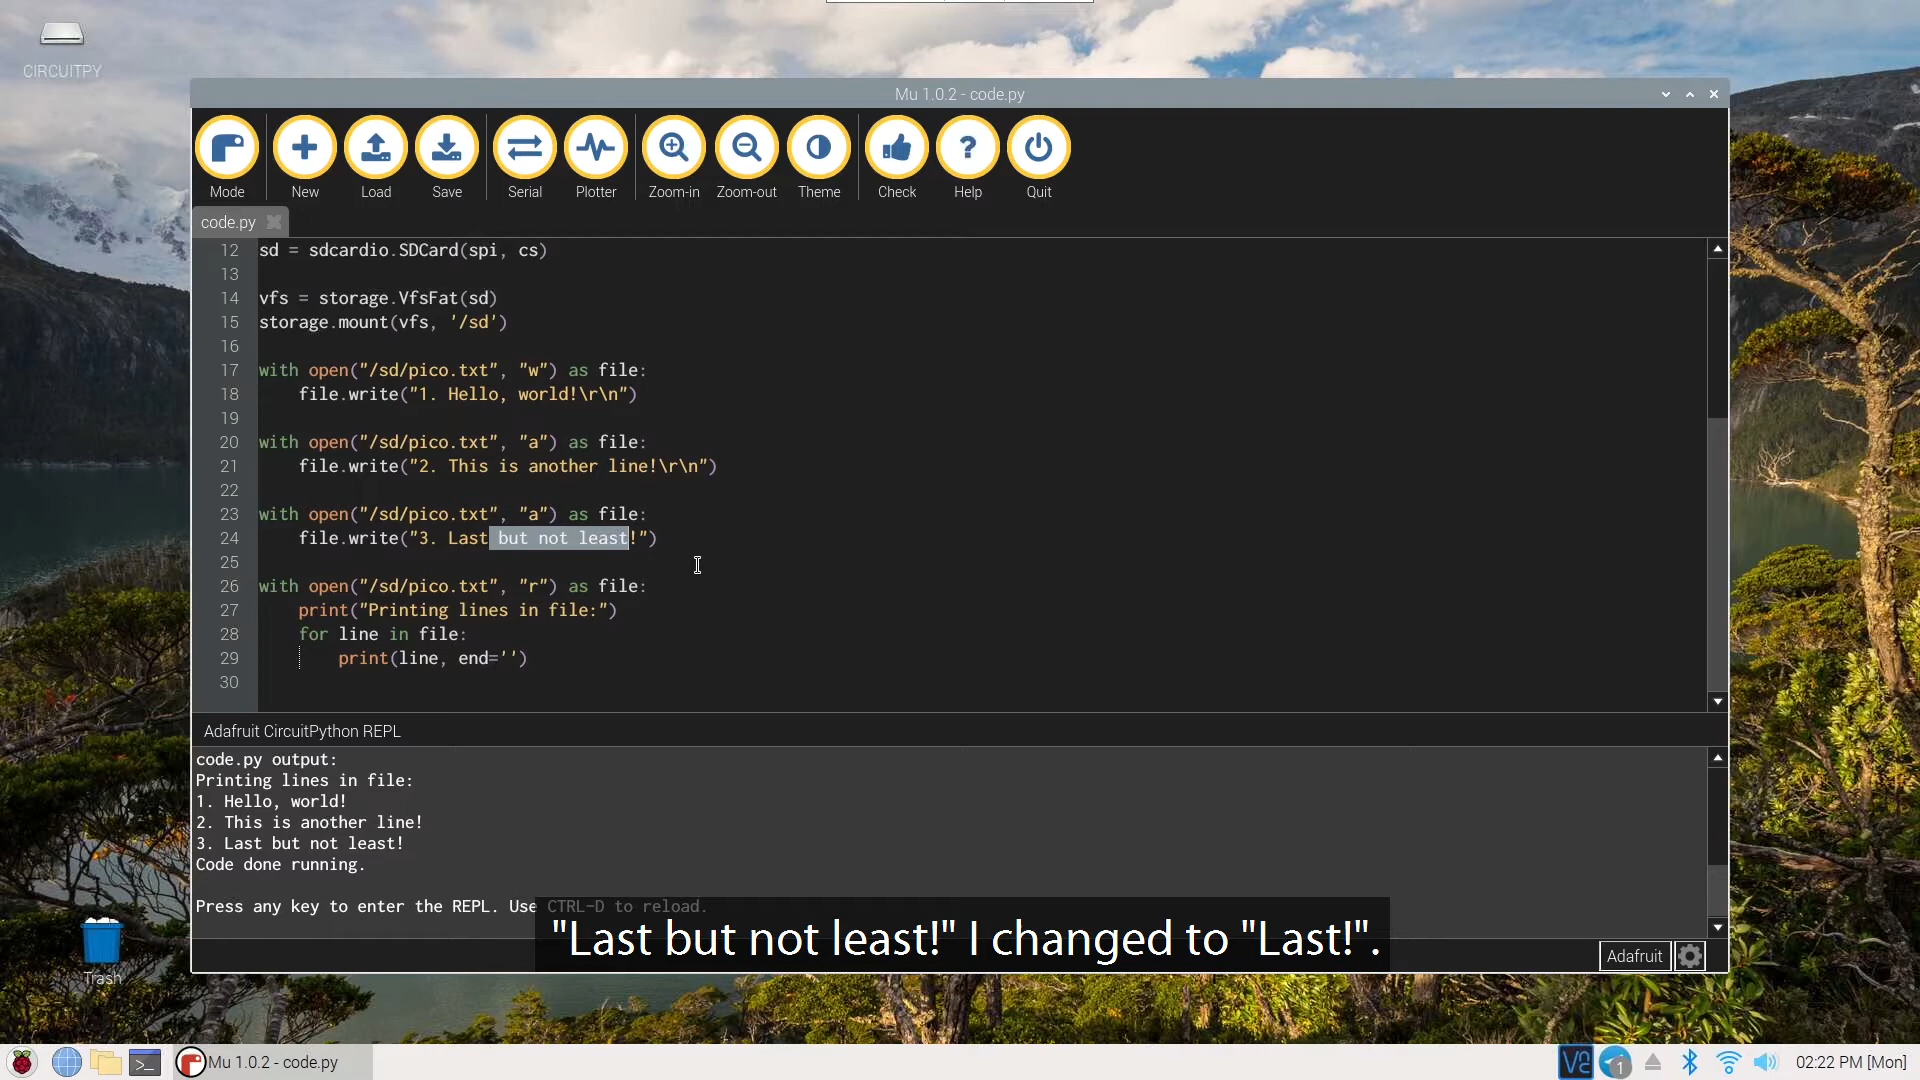 CIRCUITPY
Mu 1.0.2 - code.py
Mode New Load Save Serial Plotter Zoom-in Zoom-out Theme Check Help Quit
code.py
12 sd = sdcardio.SDCard(spi, cs)
13
14 vfs = storage.VfsFat(sd)
15 storage.mount(vfs, '/sd')
16
17 with open("/sd/pico.txt", "w") as file:
18     file.write("1. Hello, world!\r\n")
19
20 with open("/sd/pico.txt", "a") as file:
21     file.write("2. This is another line!\r\n")
22
23 with open("/sd/pico.txt", "a") as file:
24     file.write("3. Last but not least!")
25
26 with open("/sd/pico.txt", "r") as file:
27     print("Printing lines in file:")
28     for line in file:
29         print(line, end='')
30
Adafruit CircuitPython REPL
code.py output:
Printing lines in file:
1. Hello, world!
2. This is another line!
3. Last but not least!
Code done running.
Press any key to enter the REPL. Use CTRL-D to reload.
"Last but not least!" I changed to "Last!".
Adafruit
Trash
Mu 1.0.2 - code.py
1
02:22 PM [Mon]